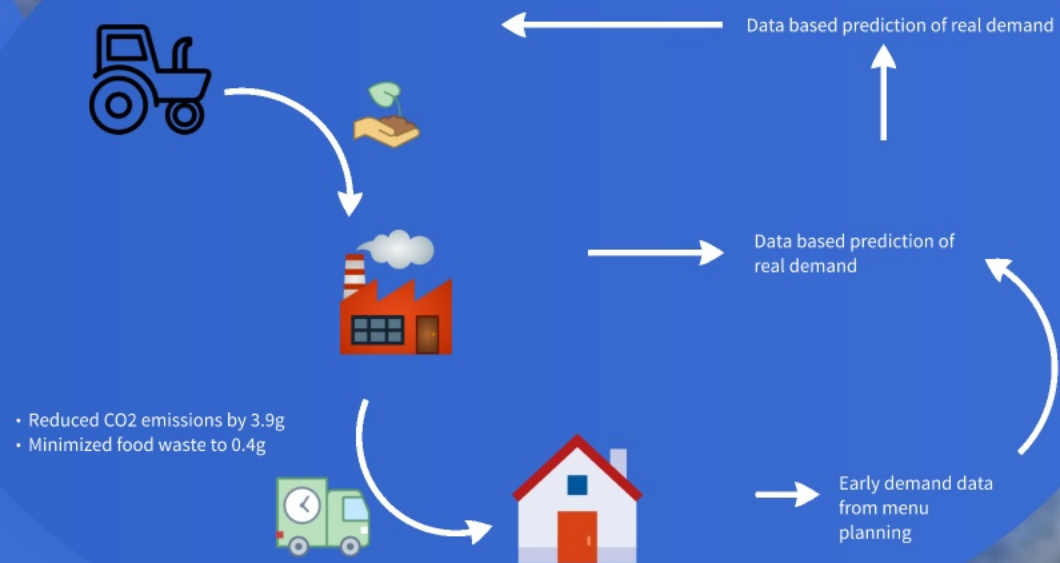 Data based prediction of real demand
Data based prediction of
real demand
• Reduced CO2 emissions by 3.9g
• Minimized food waste to 0.4g
Early demand data
from menu
planning